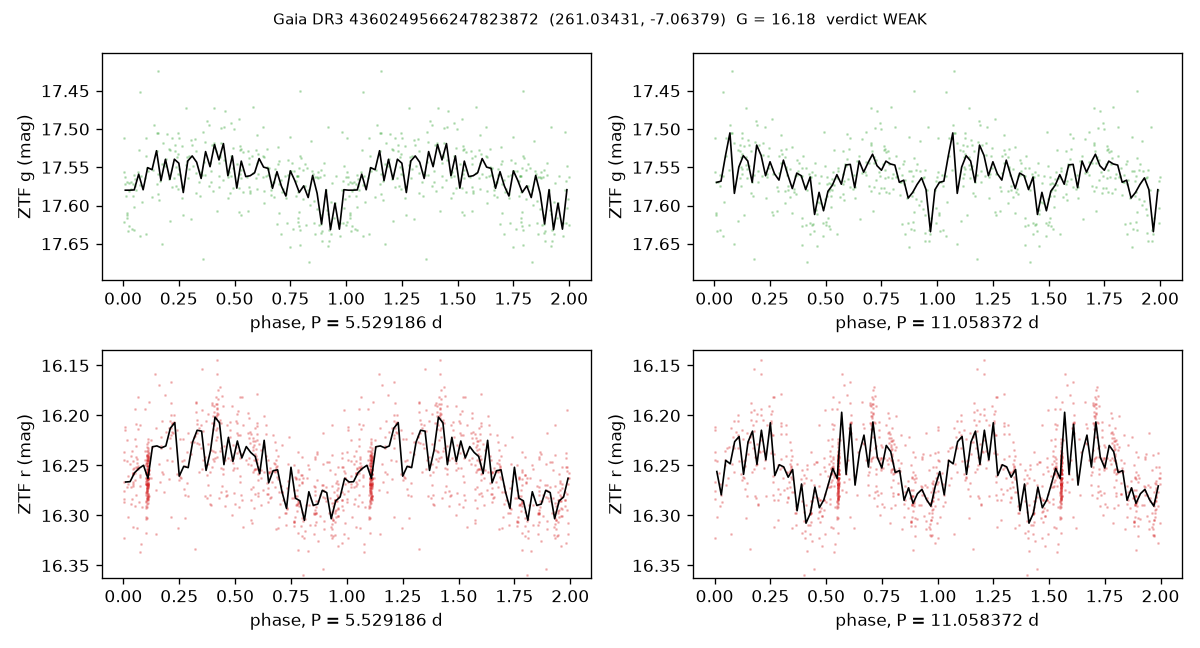 Gaia DR3 4360249566247823872 (261.03431, -7.06379) G = 16.18 verdict WEAK
ZTF g (mag)
17.45
17.50
17.55
17.60
17.65
0.00 0.25 0.50 0.75 1.00 1.25 1.50 1.75 2.00
phase, P = 5.529186 d
ZTF g (mag)
17.45
17.50
17.55
17.60
17.65
0.00 0.25 0.50 0.75 1.00 1.25 1.50 1.75 2.00
phase, P = 11.058372 d
ZTF r (mag)
16.15
16.20
16.25
16.30
16.35
0.00 0.25 0.50 0.75 1.00 1.25 1.50 1.75 2.00
phase, P = 5.529186 d
ZTF r (mag)
16.15
16.20
16.25
16.30
16.35
0.00 0.25 0.50 0.75 1.00 1.25 1.50 1.75 2.00
phase, P = 11.058372 d